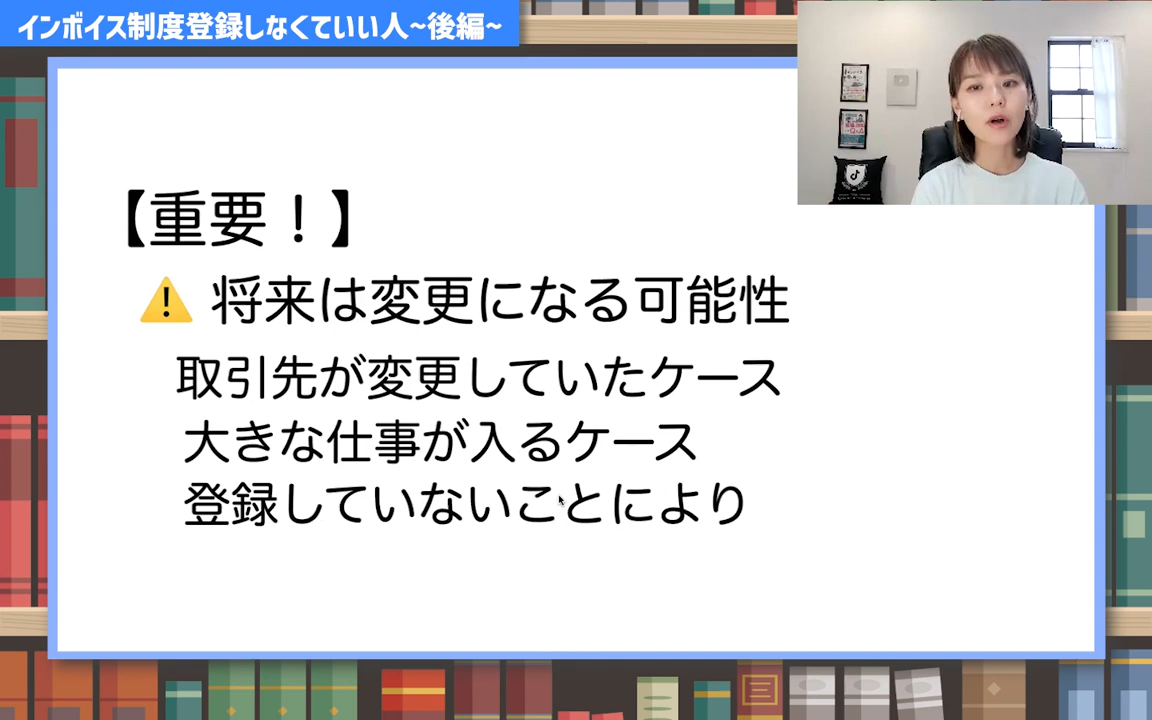 インボイス制度登録しなくていい人~後編~
【重要！】
⚠ 将来は変更になる可能性
取引先が変更していたケース
大きな仕事が入るケース
登録していないことにより